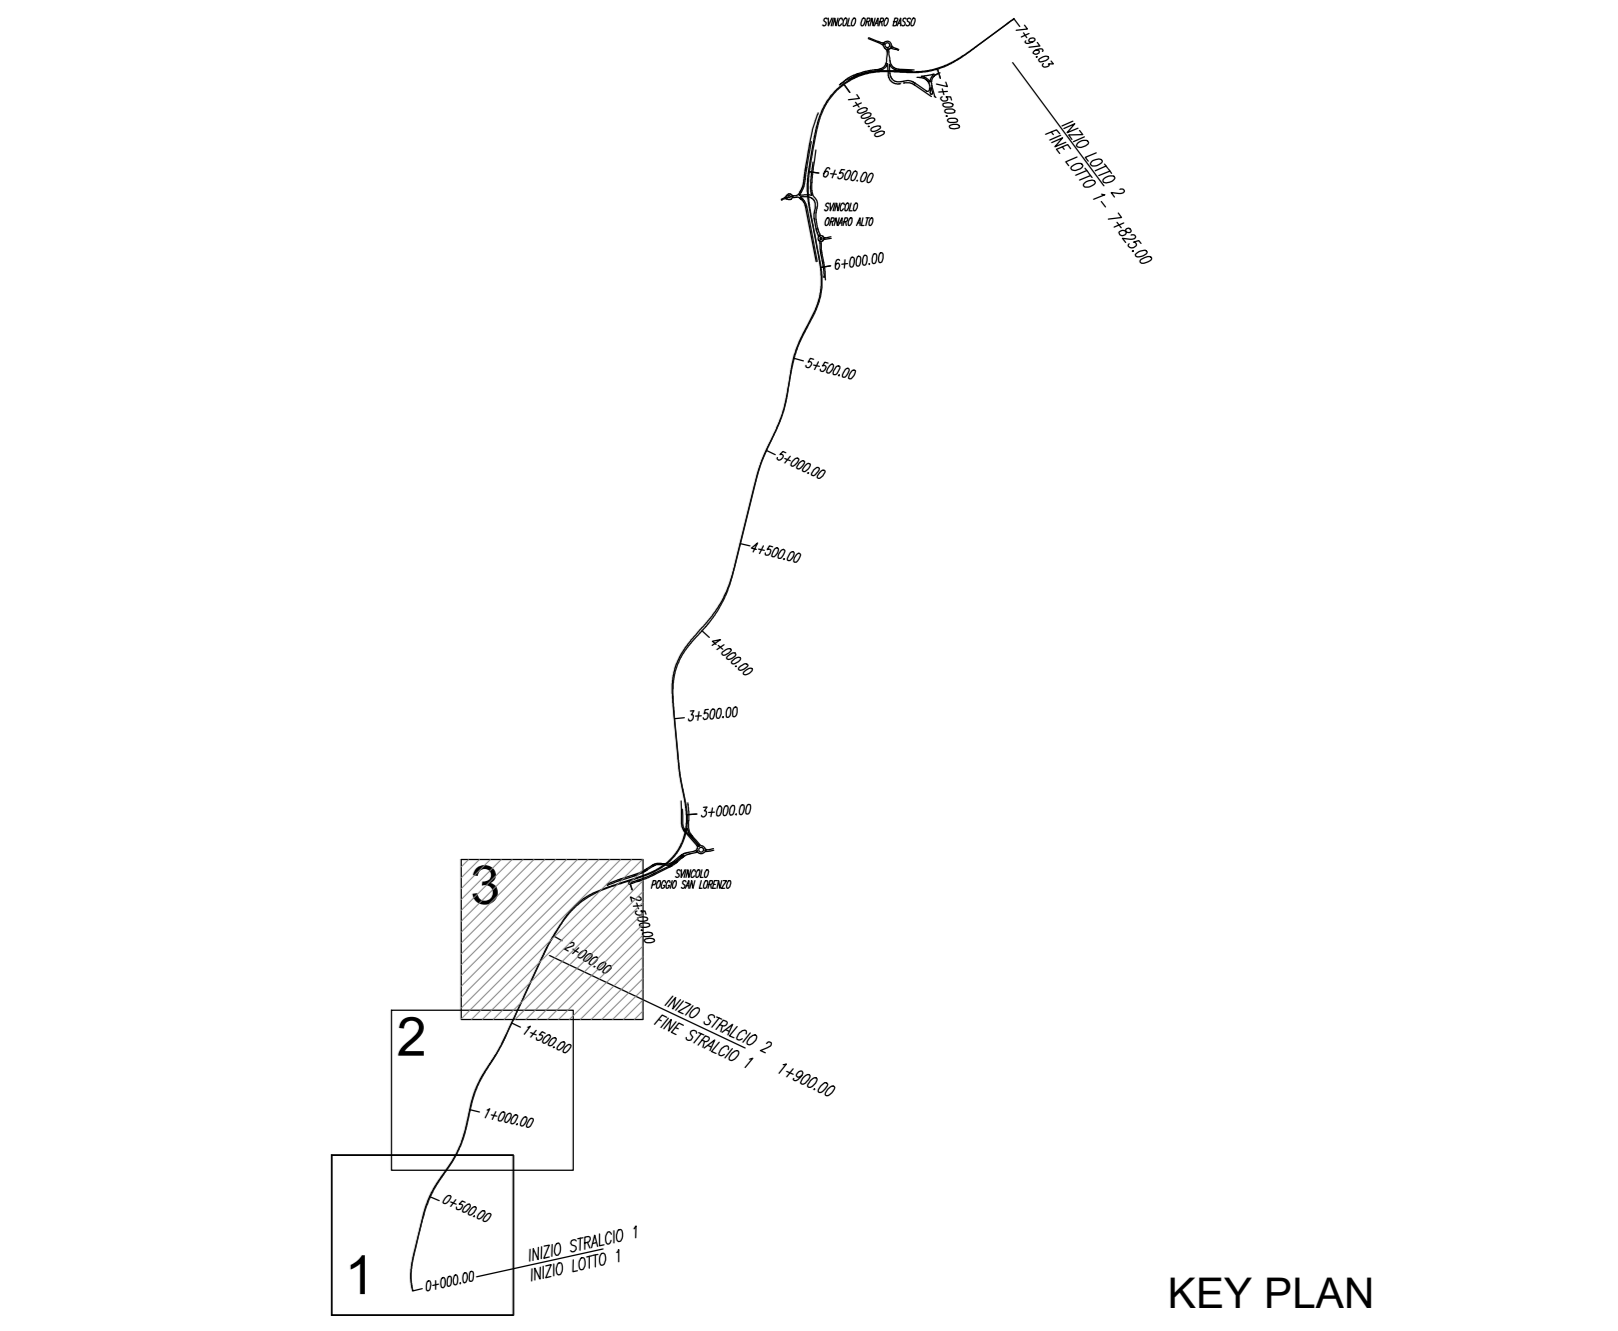 SVINCOLO ORNARO BASSO
7+976.03
7+500.00
7+000.00
INZIO LOTTO 2
FINE LOTTO 1- 7+825.00
6+500.00
SVINCOLO
ORNARO ALTO
6+000.00
5+500.00
5+000.00
4+500.00
4+000.00
3+500.00
3+000.00
SVINCOLO
POGGIO SAN LORENZO
3
2+500.00
2+000.00
INIZIO STRALCIO 2
FINE STRALCIO 1 1+900.00
2
1+500.00
1+000.00
0+500.00
INIZIO STRALCIO 1
INIZIO LOTTO 1
1
0+000.00
KEY PLAN